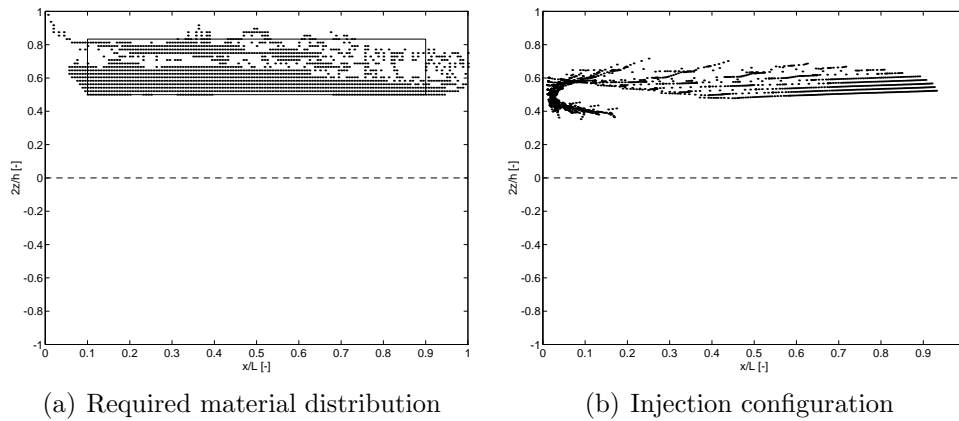 1
0.8
0.6
0.4
0.2
0
-0.2
-0.4
-0.6
-0.8
-1
2z/h [-]
0 0.1 0.2 0.3 0.4 0.5 0.6 0.7 0.8 0.9 1
x/L [-]
(a) Required material distribution
1
0.8
0.6
0.4
0.2
0
-0.2
-0.4
-0.6
-0.8
-1
2z/h [-]
0 0.1 0.2 0.3 0.4 0.5 0.6 0.7 0.8 0.9
x/L [-]
(b) Injection configuration